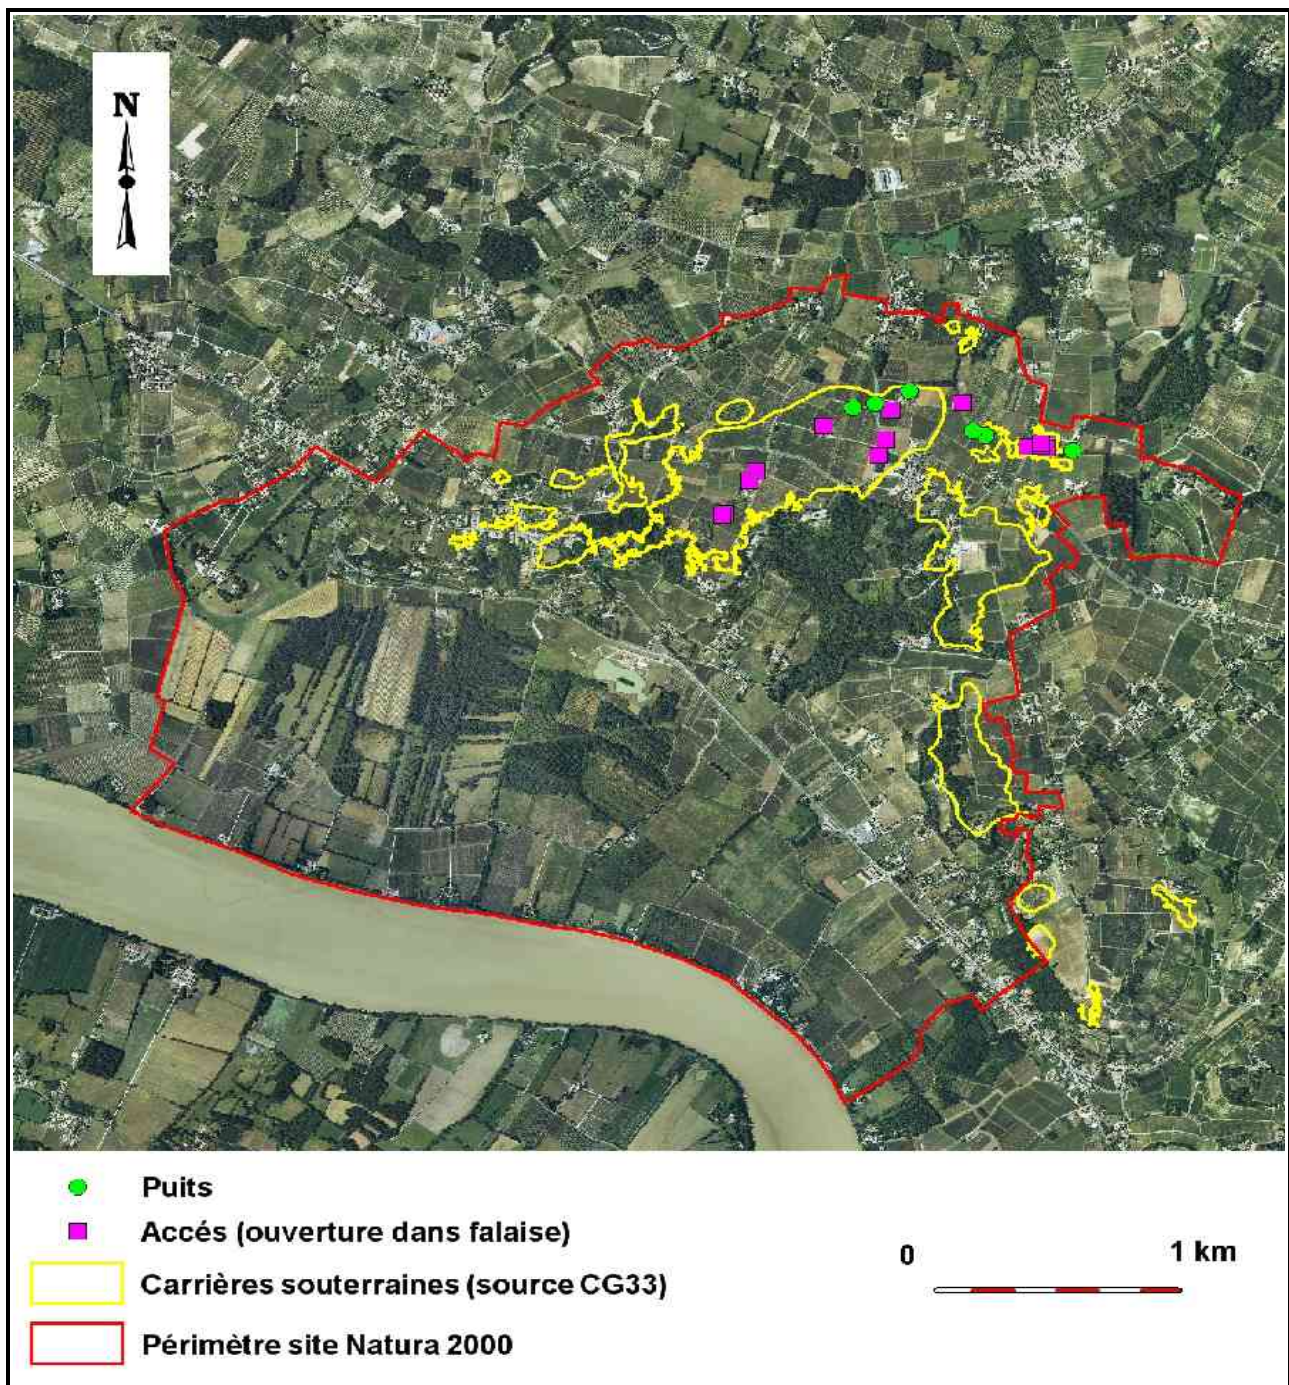 N
Puits
Accés (ouverture dans falaise)
0 1 km
Carrières souterraines (source CG33)
Périmètre site Natura 2000